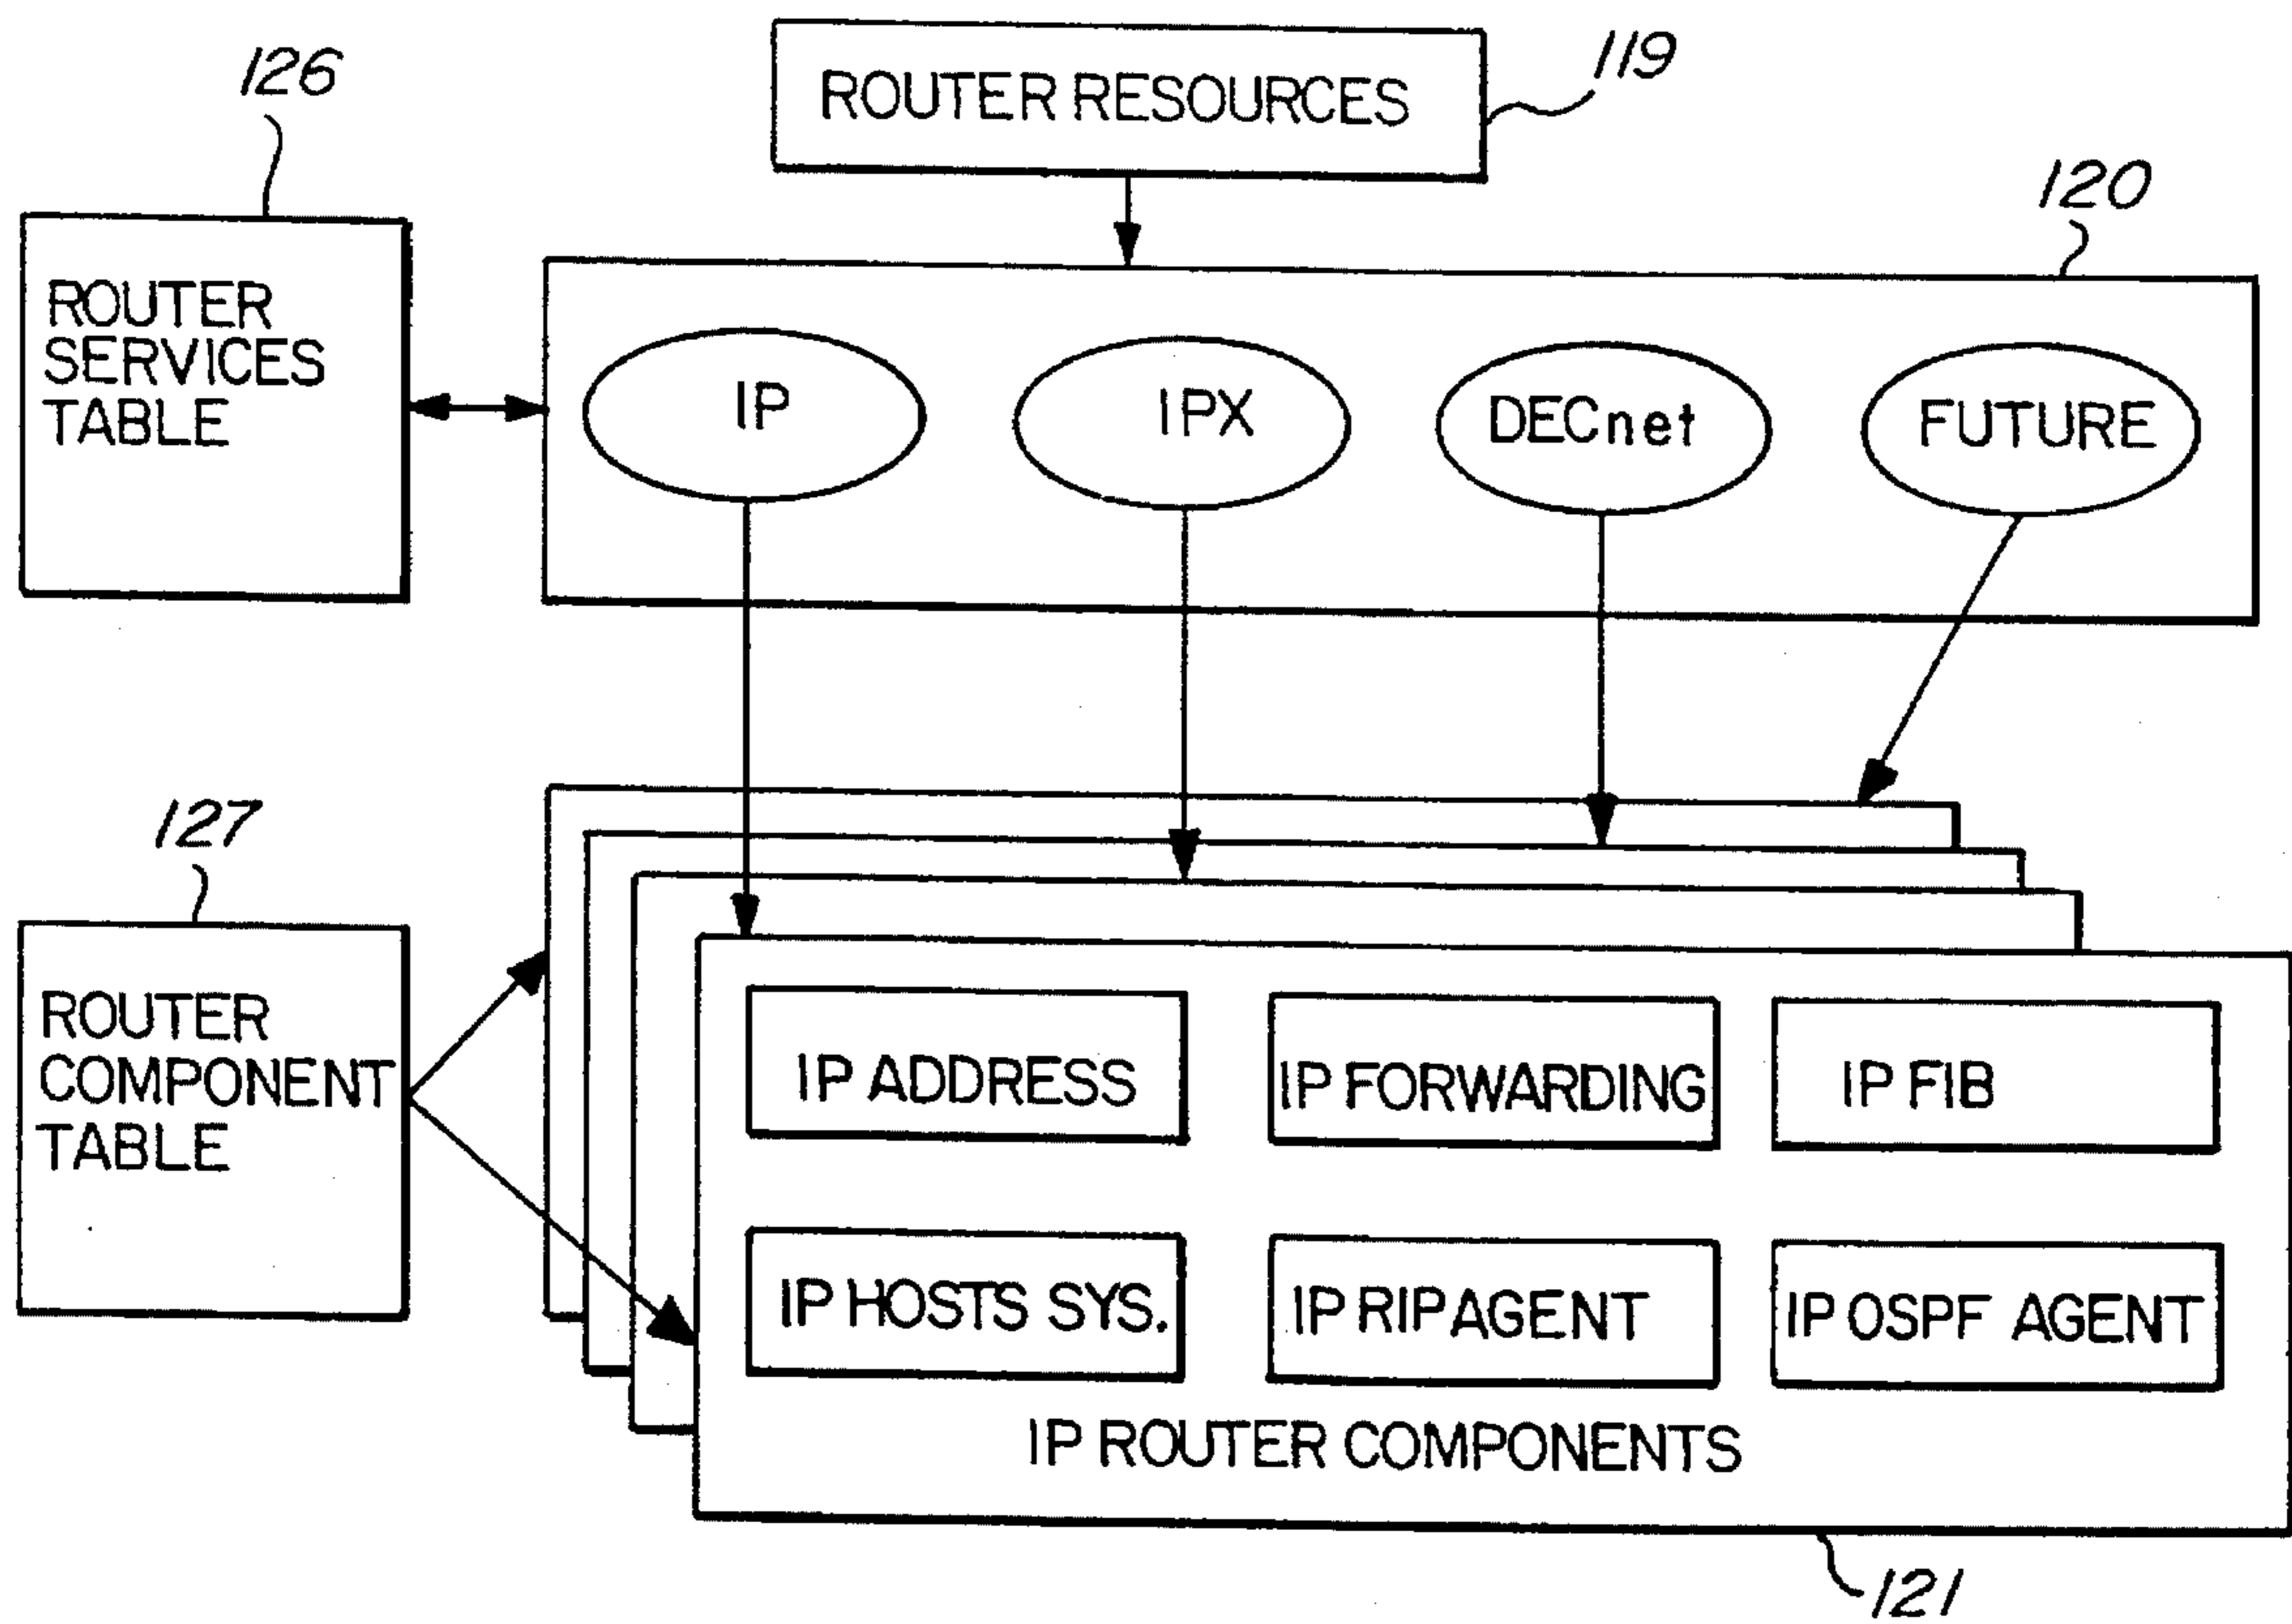 126
ROUTER RESOURCES
119
120
ROUTER
SERVICES
TABLE
IP
IPX
DECnet
FUTURE
127
ROUTER
COMPONENT
TABLE
IP ADDRESS
IP FORWARDING
IP FIB
IP HOSTS SYS.
IP RIP AGENT
IP OSPF AGENT
IP ROUTER COMPONENTS
121